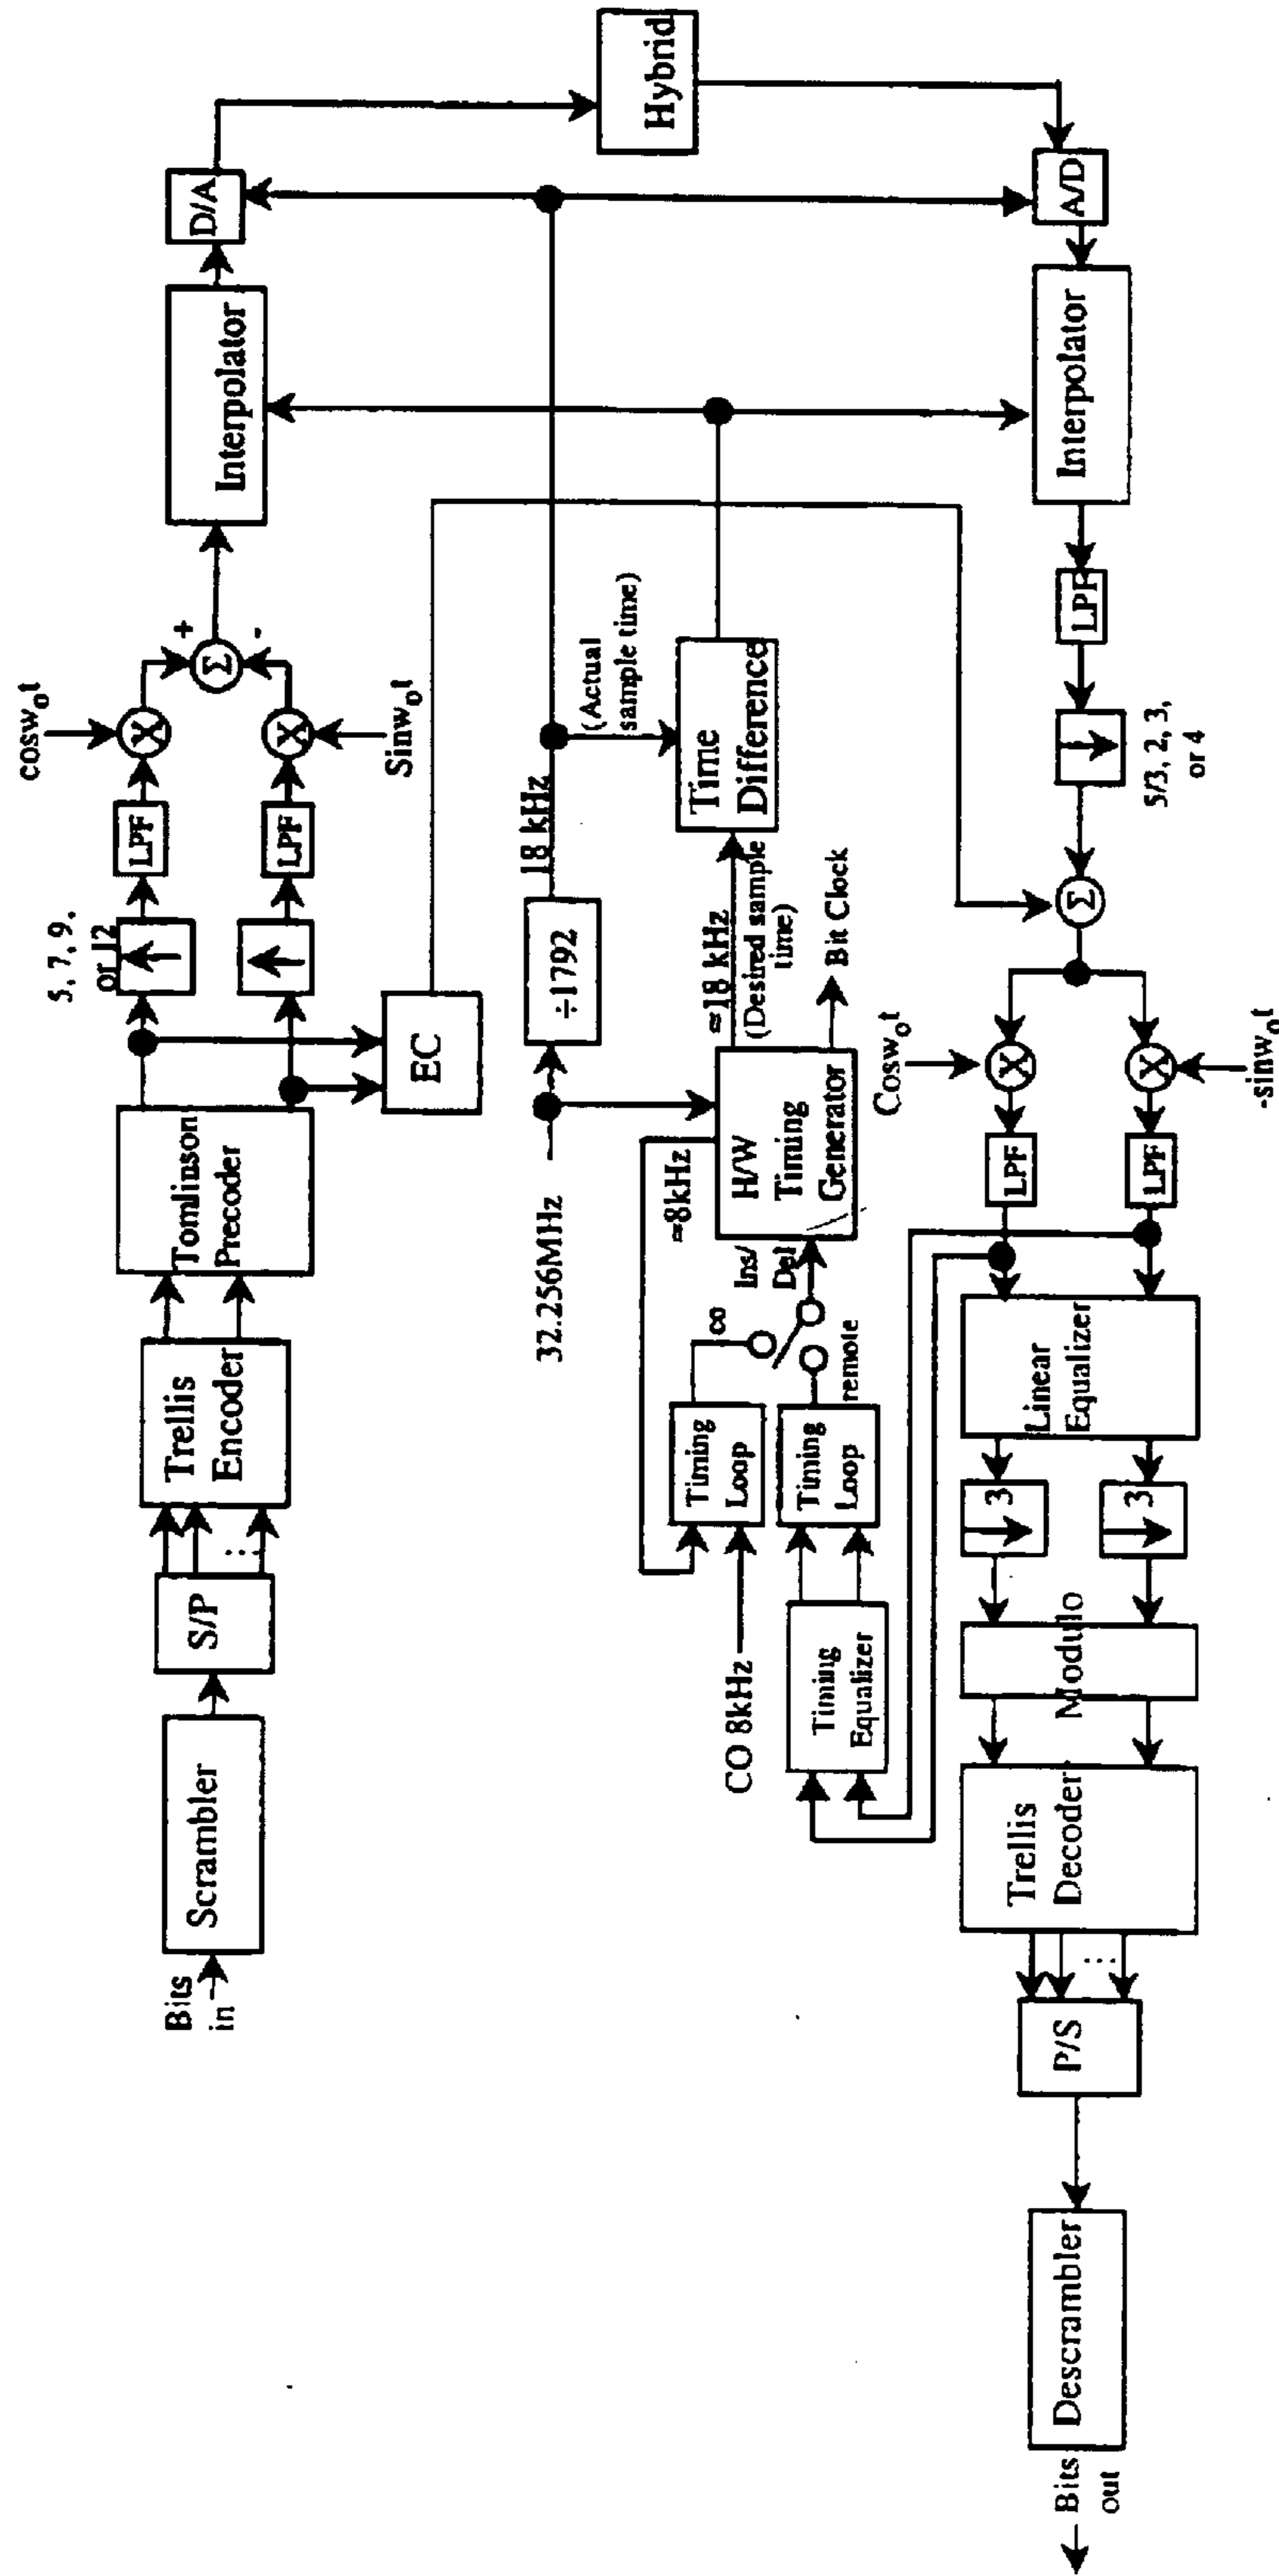 Bits
in
Scrambler
S/P
Trellis
Encoder
Tomlinson
Precoder
EC
5, 7, 9.
or 12
LPF
LPF
cosw₀t
Sinw₀t
X
X
Σ
+
-
Interpolator
D/A
Hybrid
32.256MHz
÷1792
18 kHz
(Actual
sample time)
Time
Difference
≈18 kHz
(Desired sample
time)
Bit Clock
H/W
Timing
Generator
≈8kHz
Ins/
Del
co
remote
Timing
Loop
Timing
Loop
CO 8kHz
Timing
Equalizer
A/D
Interpolator
LPF
5/3, 2, 3,
or 4
Σ
Cosw₀t
-sinw₀t
X
X
LPF
LPF
Linear
Equalizer
3
3
Modulo
Trellis
Decoder
P/S
Descrambler
Bits
out